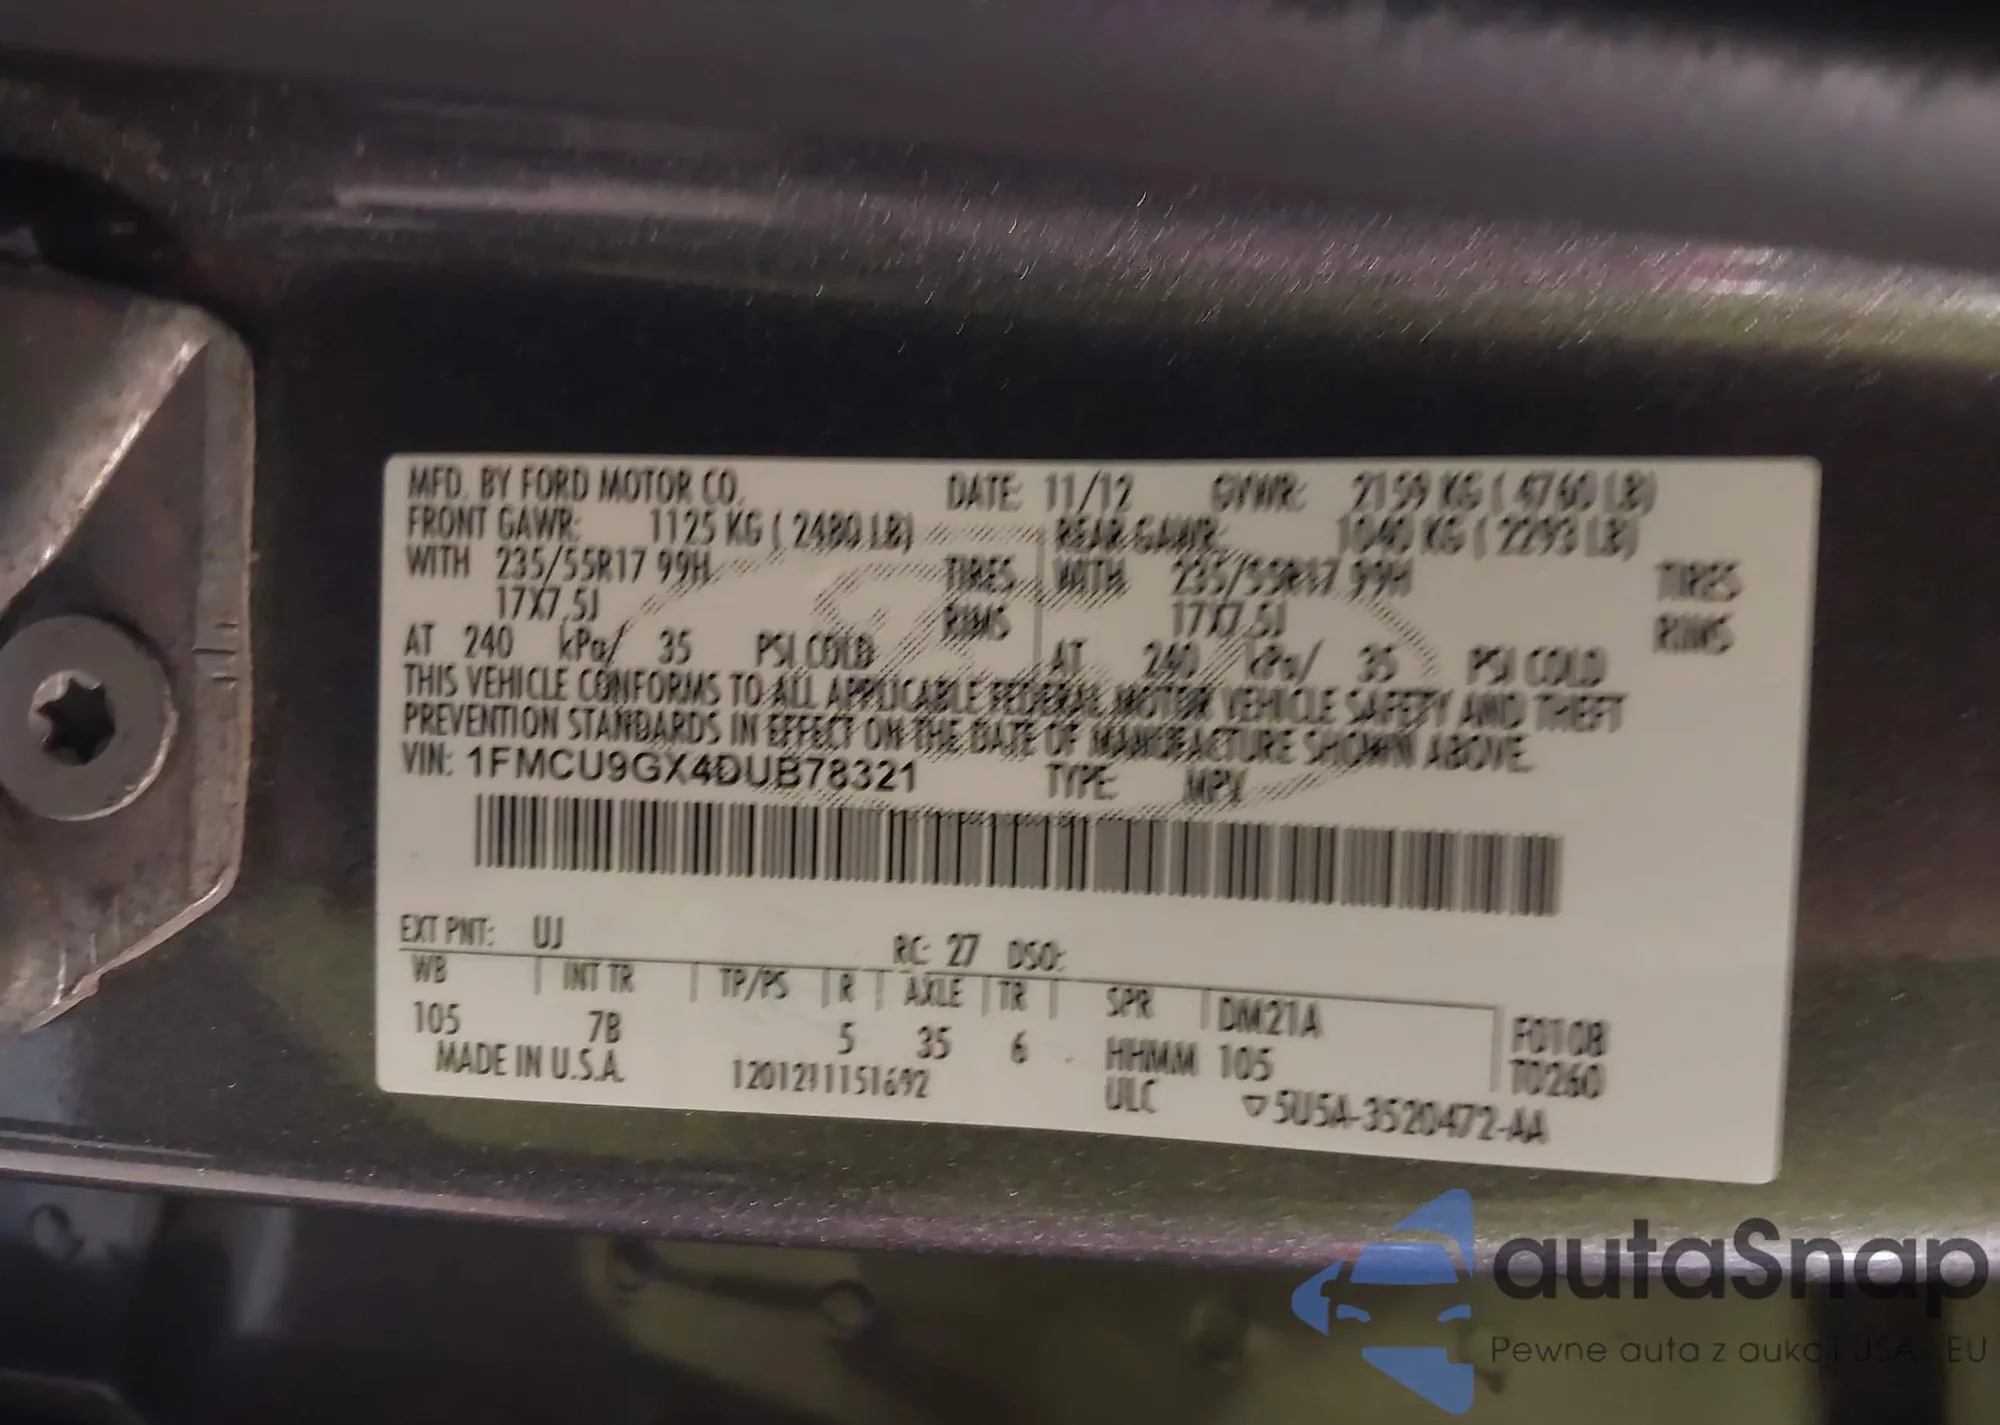 MFD. BY FORD MOTOR CO. DATE: 11/12 GVWR: 2159 KG ( 4760 LB)
FRONT GAWR: 1125 KG ( 2480 LB) REAR GAWR: 1040 KG ( 2293 LB)
WITH 235/55R17 99H TIRES WITH 235/55R17 99H TIRES
17X7.5J RIMS 17X7.5J RIMS
AT 240 kPa/ 35 PSI COLD AT 240 kPa/ 35 PSI COLD
THIS VEHICLE CONFORMS TO ALL APPLICABLE FEDERAL MOTOR VEHICLE SAFETY AND THEFT
PREVENTION STANDARDS IN EFFECT ON THE DATE OF MANUFACTURE SHOWN ABOVE.
VIN: 1FMCU9GX4DUB78321 TYPE: MPV
EXT PNT: UJ RC: 27 DSO:
WB INT TR TP/PS R AXLE TR SPR DM21A F0T08
105 7B 5 35 6 HHMM 105 T0260
MADE IN U.S.A. ULC ▽5U5A-3520472-AA
autaSnap
Pewne auta z aukcji USA EU